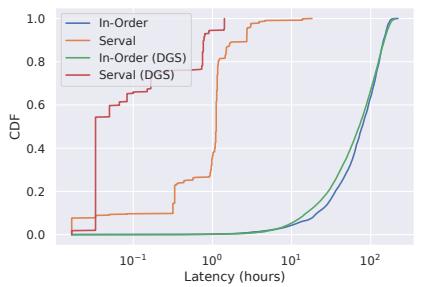 1.0
0.8
0.6
0.4
0.2
0.0
CDF
In-Order
Serval
In-Order (DGS)
Serval (DGS)
10⁻¹ 10⁰ 10¹ 10²
Latency (hours)